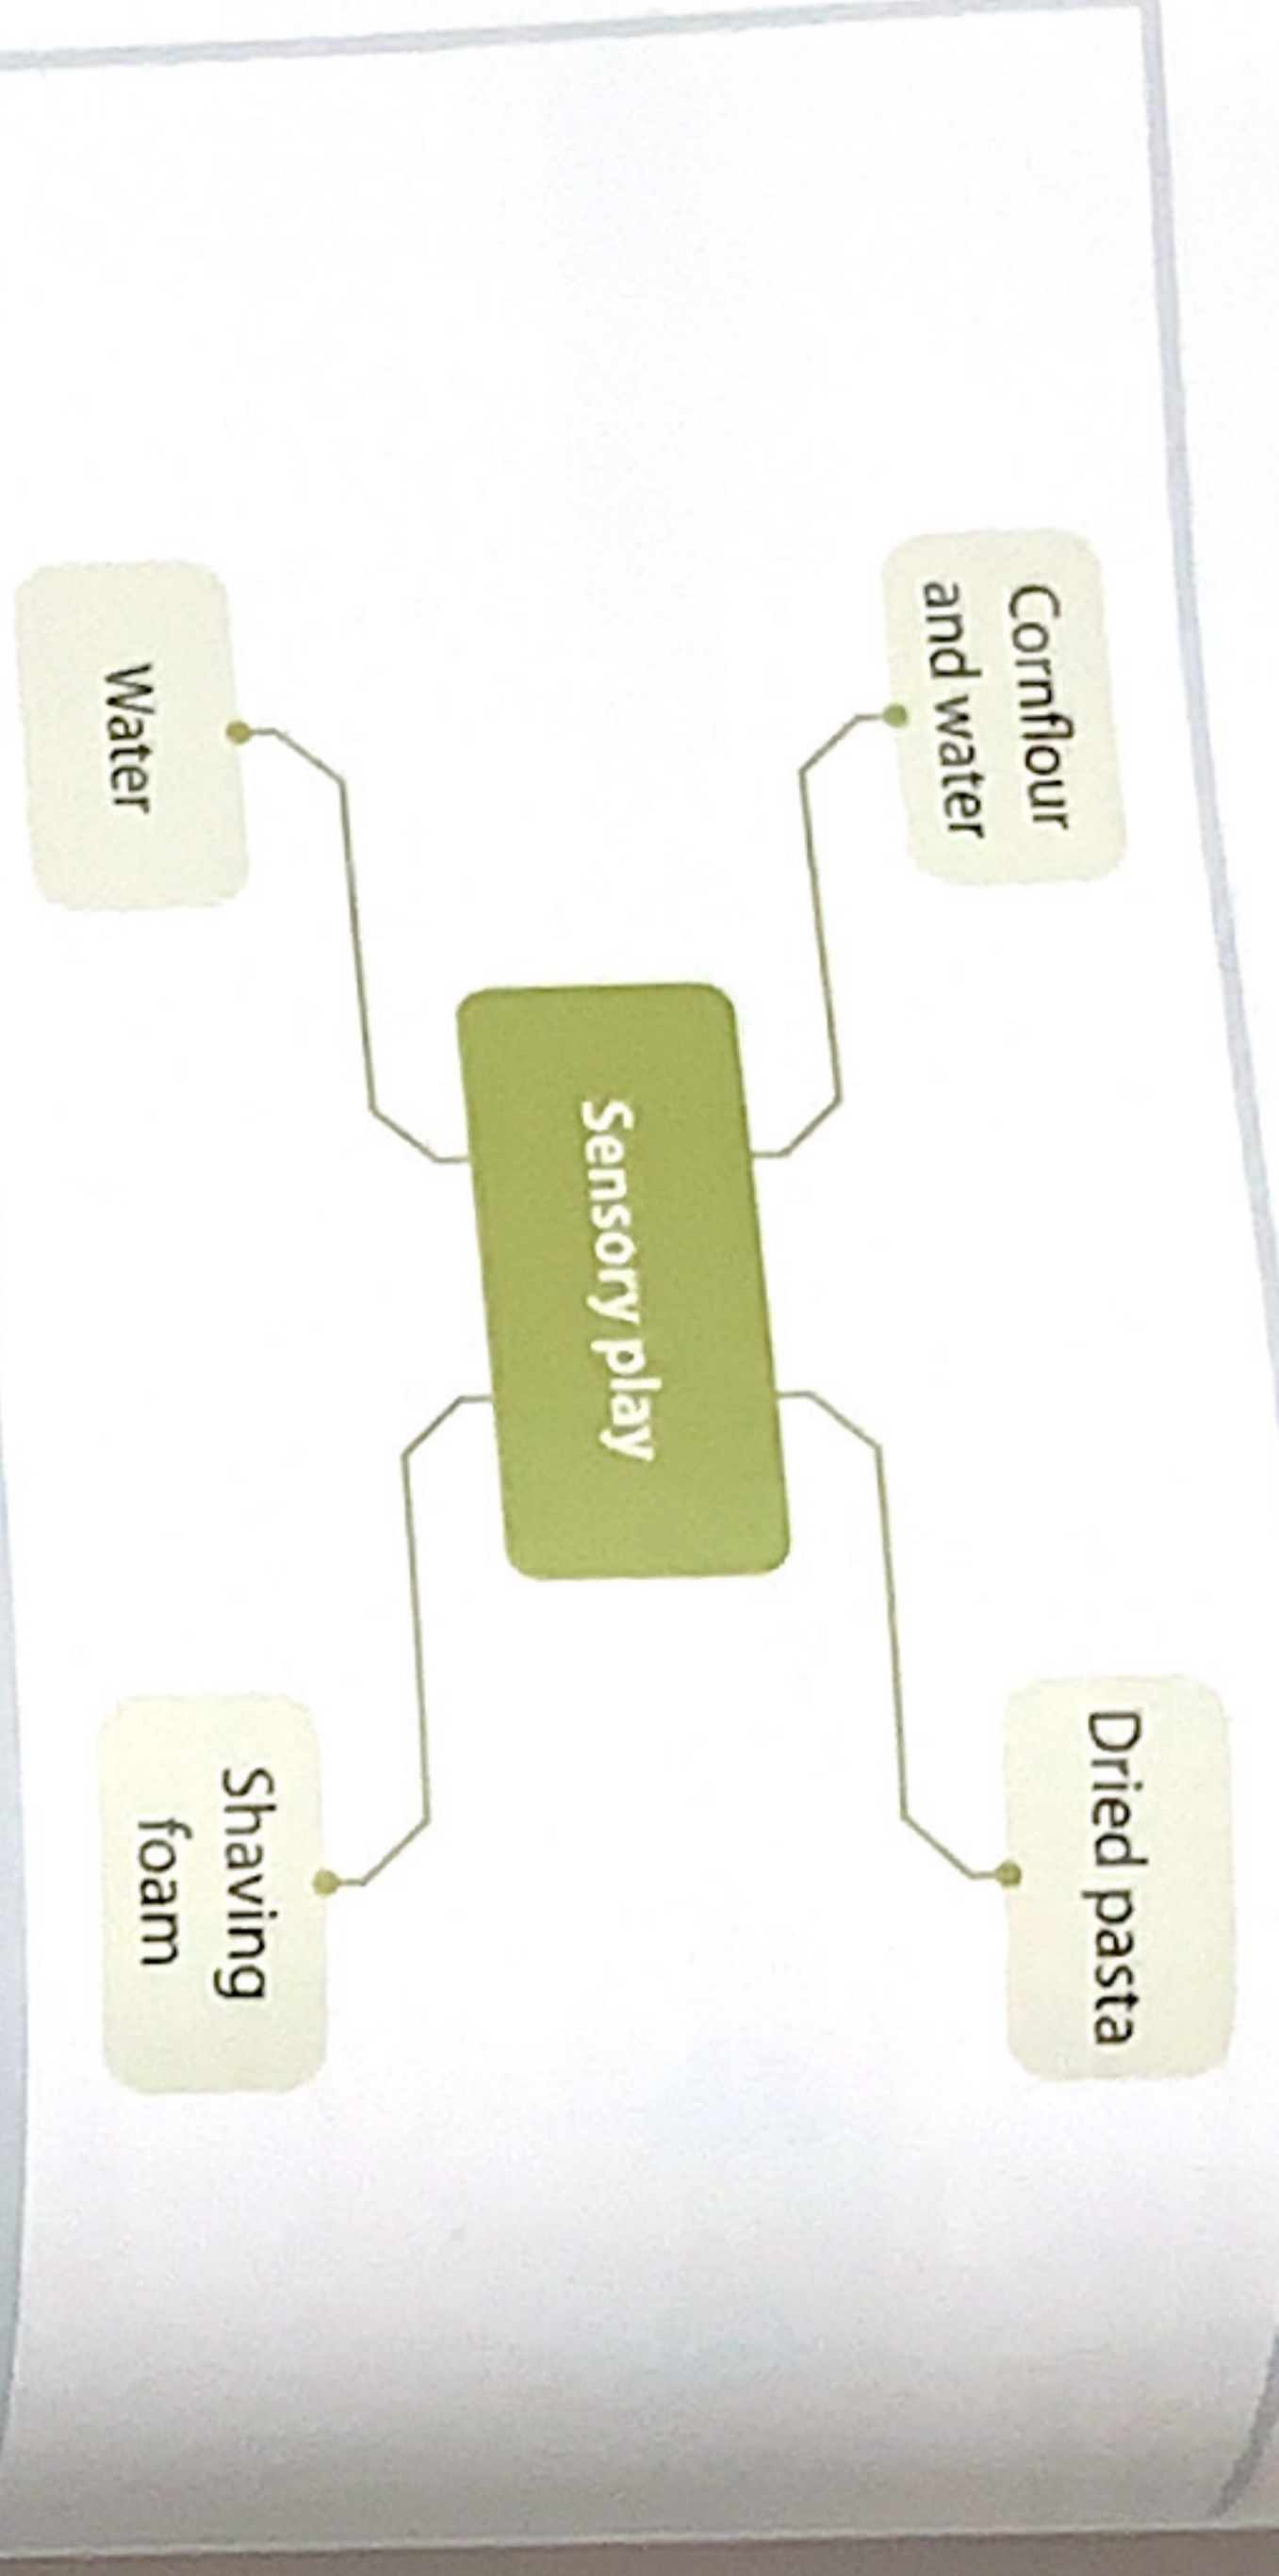 Cornflour
and water
Dried pasta
Sensory play
Water
Shaving
foam